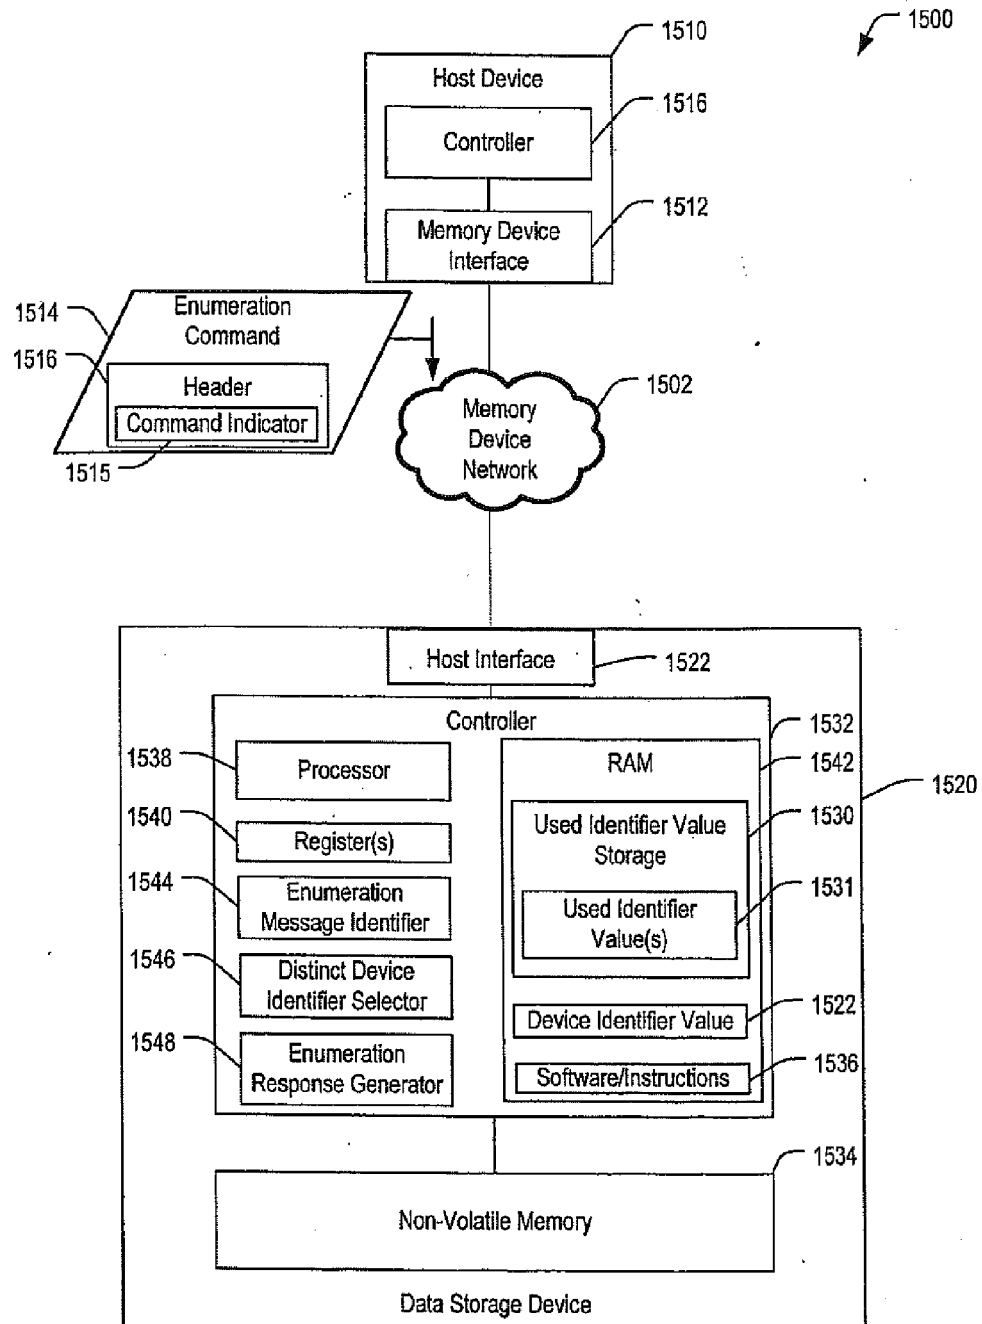 1500
1510
Host Device
1516
Controller
1512
Memory Device
Interface
1514
Enumeration
Command
1516
Header
Command Indicator
1515
1502
Memory
Device
Network
Host Interface
1522
Controller
1532
1538
Processor
RAM
1542
1520
1540
Register(s)
Used Identifier Value
Storage
1530
1544
Enumeration
Message Identifier
Used Identifier
Value(s)
1531
1546
Distinct Device
Identifier Selector
Device Identifier Value
1522
1548
Enumeration
Response Generator
Software/Instructions
1536
1534
Non-Volatile Memory
Data Storage Device